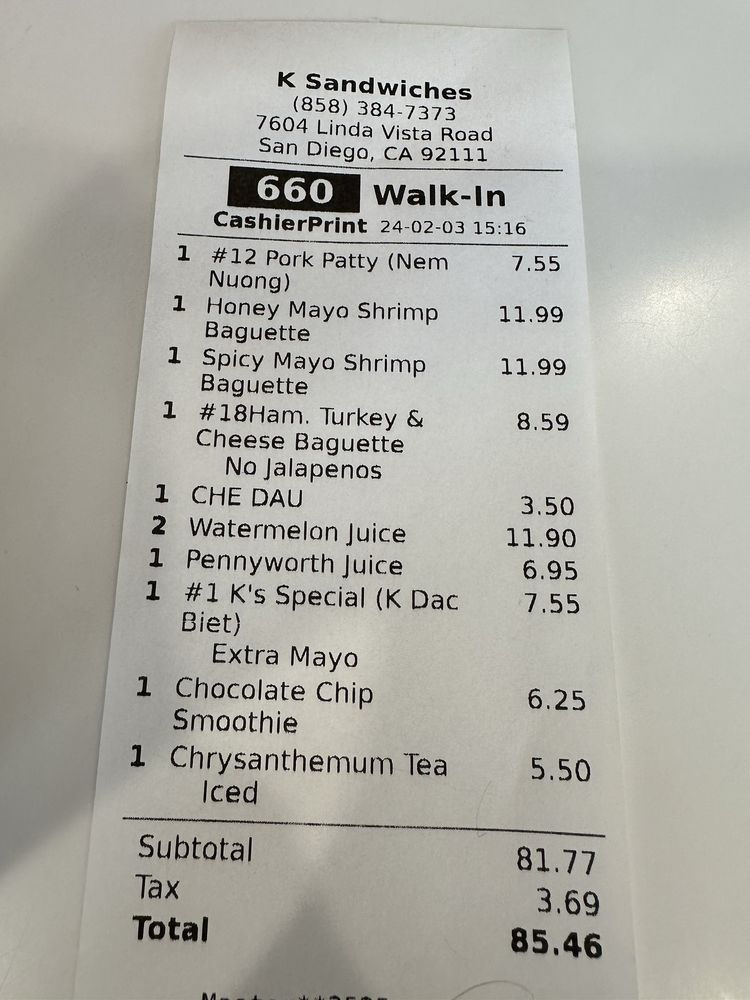 K Sandwiches
(858) 384-7373
7604 Linda Vista Road
San Diego, CA 92111
660 Walk-In
CashierPrint 24-02-03 15:16
1 #12 Pork Patty (Nem 7.55
Nuong)
1 Honey Mayo Shrimp 11.99
Baguette
1 Spicy Mayo Shrimp 11.99
Baguette
1 #18Ham. Turkey & 8.59
Cheese Baguette
No Jalapenos
1 CHE DAU 3.50
2 Watermelon Juice 11.90
1 Pennyworth Juice 6.95
1 #1 K's Special (K Dac 7.55
Biet)
Extra Mayo
1 Chocolate Chip 6.25
Smoothie
1 Chrysanthemum Tea 5.50
Iced
Subtotal 81.77
Tax 3.69
Total 85.46